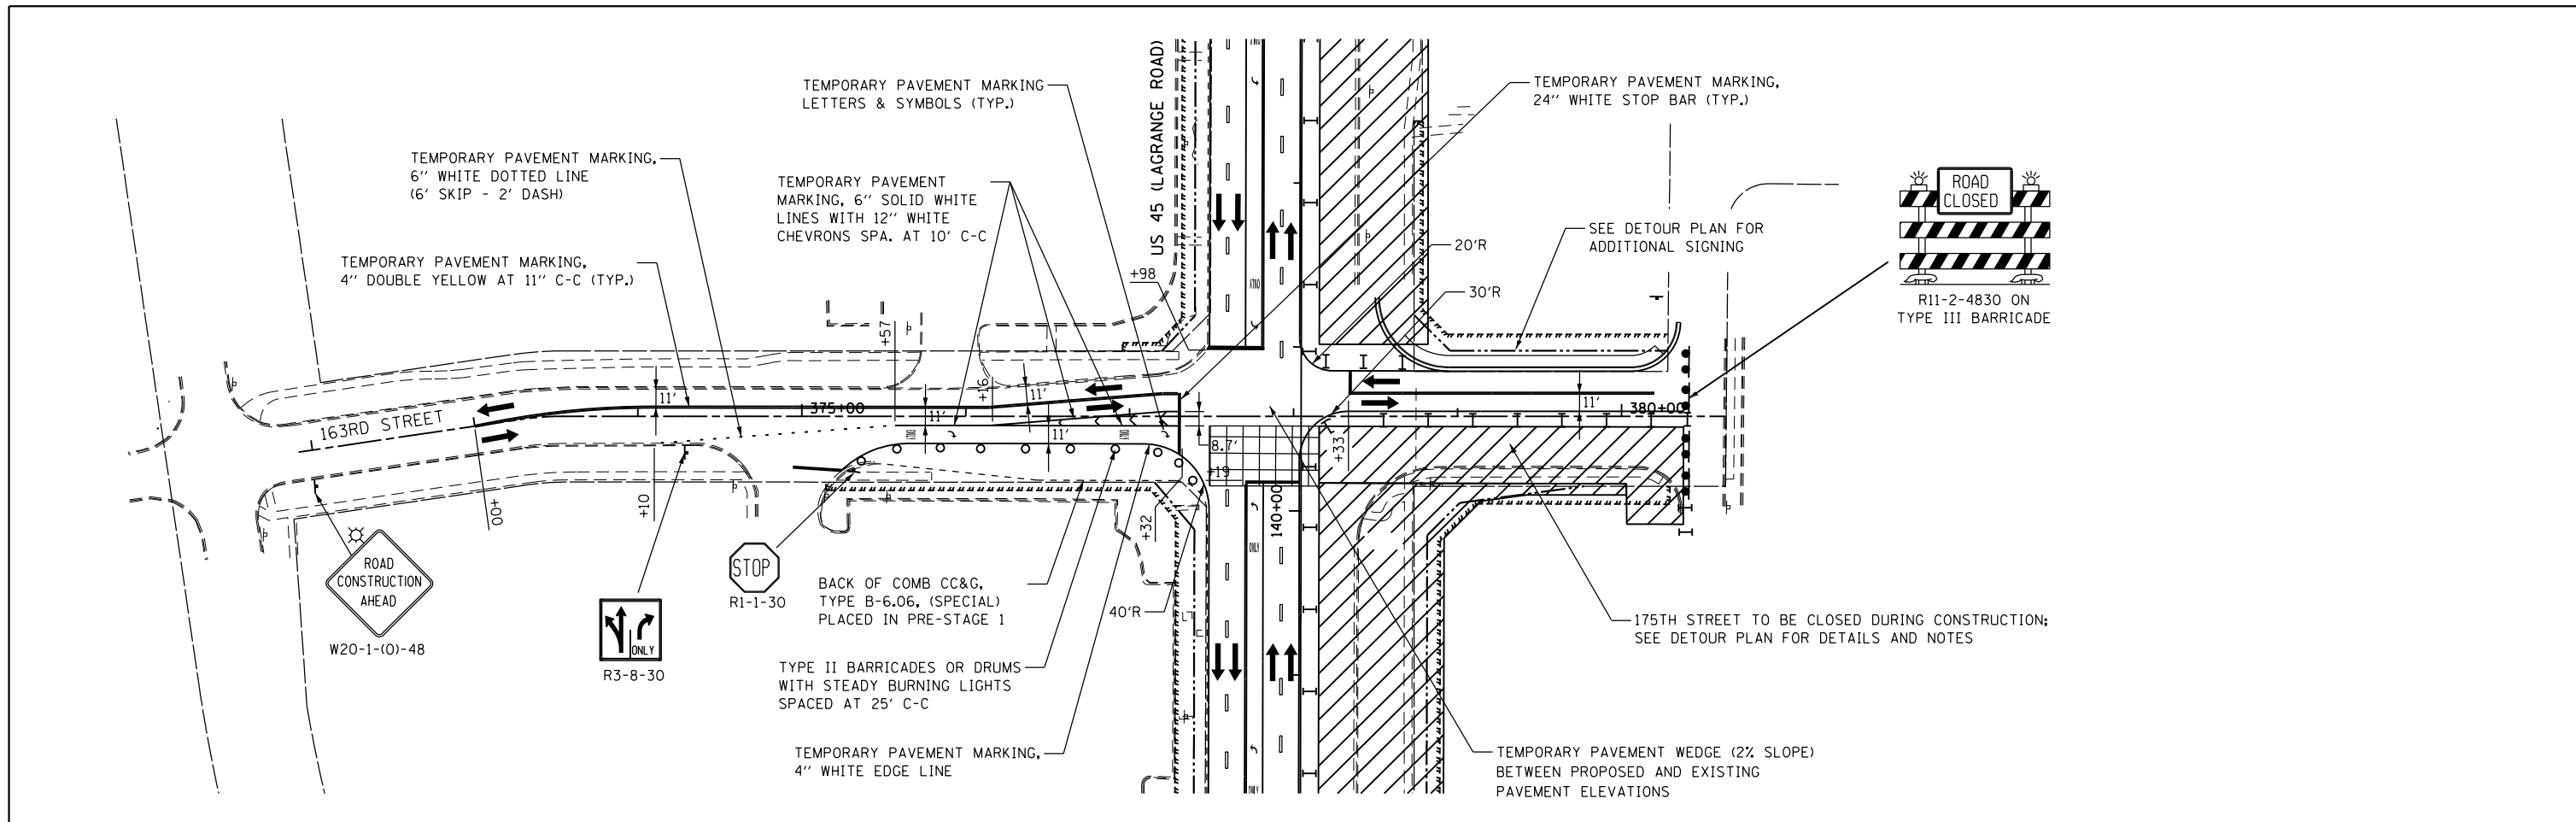 TEMPORARY PAVEMENT MARKING
LETTERS & SYMBOLS (TYP.)
US 45 (LAGRANGE ROAD)
TEMPORARY PAVEMENT MARKING,
24" WHITE STOP BAR (TYP.)
TEMPORARY PAVEMENT MARKING,
6" WHITE DOTTED LINE
(6' SKIP - 2' DASH)
TEMPORARY PAVEMENT
MARKING, 6" SOLID WHITE
LINES WITH 12" WHITE
CHEVRONS SPA. AT 10' C-C
ROAD
CLOSED
R11-2-4830 ON
TYPE III BARRICADE
SEE DETOUR PLAN FOR
ADDITIONAL SIGNING
20'R
30'R
TEMPORARY PAVEMENT MARKING,
4" DOUBLE YELLOW AT 11" C-C (TYP.)
+98
+57
+16
11'
11'
11'
11'
11'
163RD STREET
375+00
380+00
ONLY
ONLY
ONLY
ONLY
ONLY
ONLY
8.7'
+19
+33
+00
+10
+32
140+00
ROAD
CONSTRUCTION
AHEAD
W20-1-(O)-48
ONLY
R3-8-30
STOP
R1-1-30
BACK OF COMB CC&G,
TYPE B-6.06, (SPECIAL)
PLACED IN PRE-STAGE 1
40'R
175TH STREET TO BE CLOSED DURING CONSTRUCTION;
SEE DETOUR PLAN FOR DETAILS AND NOTES
TYPE II BARRICADES OR DRUMS
WITH STEADY BURNING LIGHTS
SPACED AT 25' C-C
TEMPORARY PAVEMENT MARKING,
4" WHITE EDGE LINE
TEMPORARY PAVEMENT WEDGE (2% SLOPE)
BETWEEN PROPOSED AND EXISTING
PAVEMENT ELEVATIONS